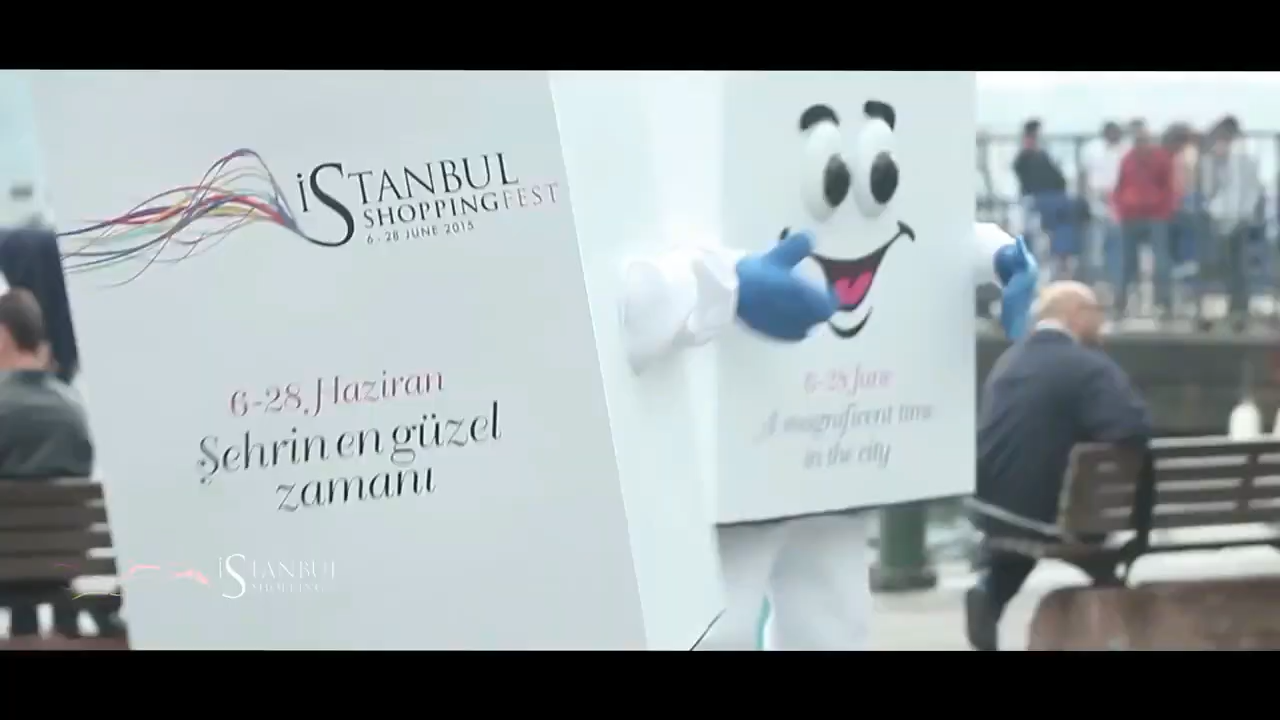 İSTANBUL
SHOPPINGFEST
6-28 JUNE 2015
6-28 Haziran
Şehrin en güzel
zamanı
6-28 June
A magnificent time
in the city
İSTANBUL
SHOPPING